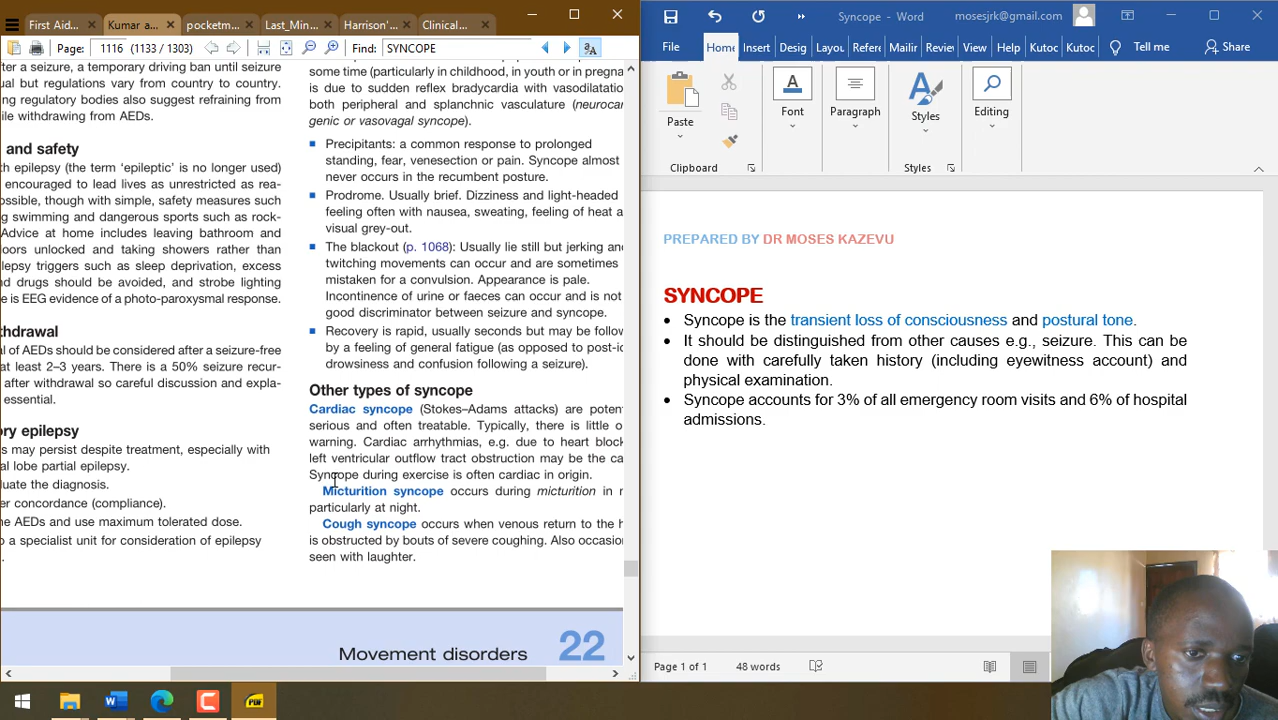 First Aid...
Kumar a...
pocketm...
Last_Min...
Harrison'...
Clinical...
Page: 1116 (1133 / 1303)
Find: SYNCOPE
er a seizure, a temporary driving ban until seizure
ual but regulations vary from country to country.
ng regulatory bodies also suggest refraining from
ile withdrawing from AEDs.
and safety
th epilepsy (the term ‘epileptic’ is no longer used)
encouraged to lead lives as unrestricted as rea-
ossible, though with simple, safety measures such
g swimming and dangerous sports such as rock-
Advice at home includes leaving bathroom and
oors unlocked and taking showers rather than
lepsy triggers such as sleep deprivation, excess
nd drugs should be avoided, and strobe lighting
e is EEG evidence of a photo-paroxysmal response.
thdrawal
al of AEDs should be considered after a seizure-free
at least 2–3 years. There is a 50% seizure recur-
after withdrawal so careful discussion and expla-
essential.
ory epilepsy
s may persist despite treatment, especially with
al lobe partial epilepsy.
luate the diagnosis.
er concordance (compliance).
ne AEDs and use maximum tolerated dose.
o a specialist unit for consideration of epilepsy
some time (particularly in childhood, in youth or in pregna
is due to sudden reflex bradycardia with vasodilatatio
both peripheral and splanchnic vasculature (neurocar
genic or vasovagal syncope).
Precipitants: a common response to prolonged
standing, fear, venesection or pain. Syncope almost
never occurs in the recumbent posture.
Prodrome. Usually brief. Dizziness and light-headed
feeling often with nausea, sweating, feeling of heat a
visual grey-out.
The blackout (p. 1068): Usually lie still but jerking an
twitching movements can occur and are sometimes
mistaken for a convulsion. Appearance is pale.
Incontinence of urine or faeces can occur and is not
good discriminator between seizure and syncope.
Recovery is rapid, usually seconds but may be follow
by a feeling of general fatigue (as opposed to post-ic
drowsiness and confusion following a seizure).
Other types of syncope
Cardiac syncope (Stokes–Adams attacks) are poten
serious and often treatable. Typically, there is little o
warning. Cardiac arrhythmias, e.g. due to heart block
left ventricular outflow tract obstruction may be the ca
Syncope during exercise is often cardiac in origin.
Micturition syncope occurs during micturition in m
particularly at night.
Cough syncope occurs when venous return to the h
is obstructed by bouts of severe coughing. Also occasion
seen with laughter.
Movement disorders 22
Syncope - Word
mosesjrk@gmail.com
File
Home
Insert
Desig
Layou
Refere
Mailin
Reviev
View
Help
Kutoc
Kutoc
Tell me
Share
Paste
Font
Paragraph
Styles
Editing
Clipboard
Styles
PREPARED BY DR MOSES KAZEVU
SYNCOPE
• Syncope is the transient loss of consciousness and postural tone.
• It should be distinguished from other causes e.g., seizure. This can be
done with carefully taken history (including eyewitness account) and
physical examination.
• Syncope accounts for 3% of all emergency room visits and 6% of hospital
admissions.
Page 1 of 1
48 words